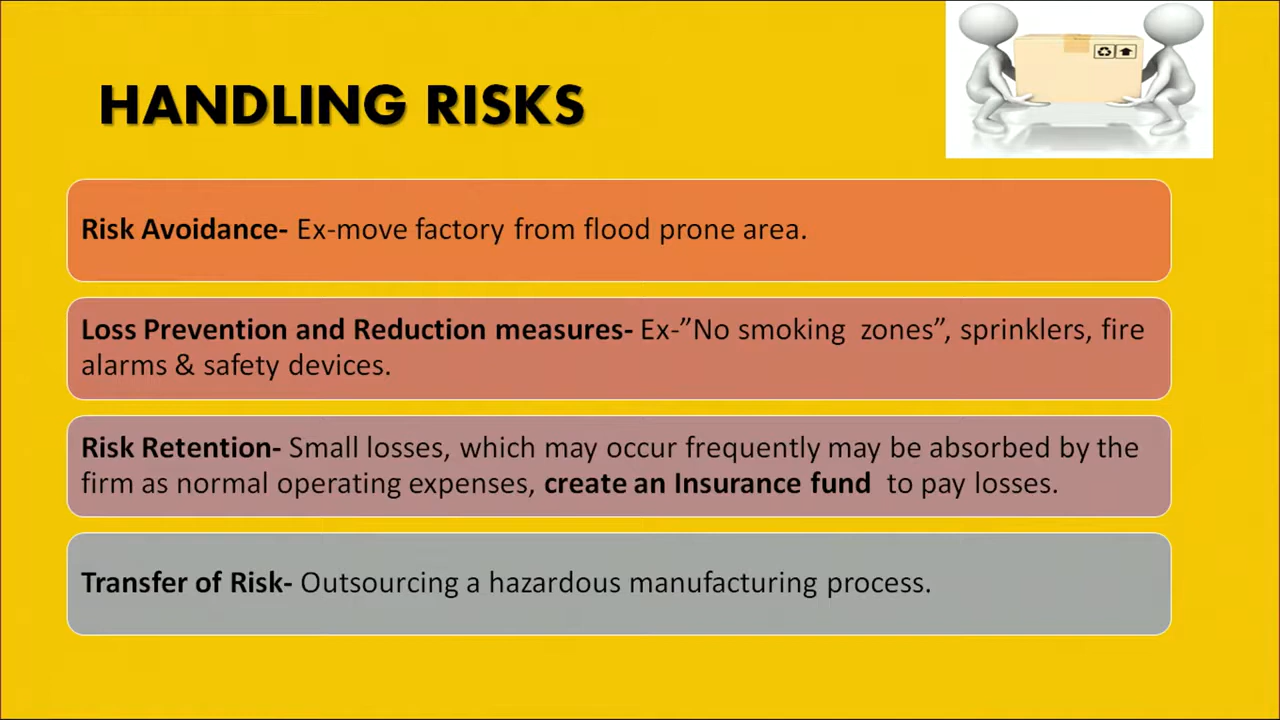 HANDLING RISKS
Risk Avoidance- Ex-move factory from flood prone area.
Loss Prevention and Reduction measures- Ex-”No smoking  zones”, sprinklers, fire
alarms & safety devices.
Risk Retention- Small losses, which may occur frequently may be absorbed by the
firm as normal operating expenses, create an Insurance fund  to pay losses.
Transfer of Risk- Outsourcing a hazardous manufacturing process.